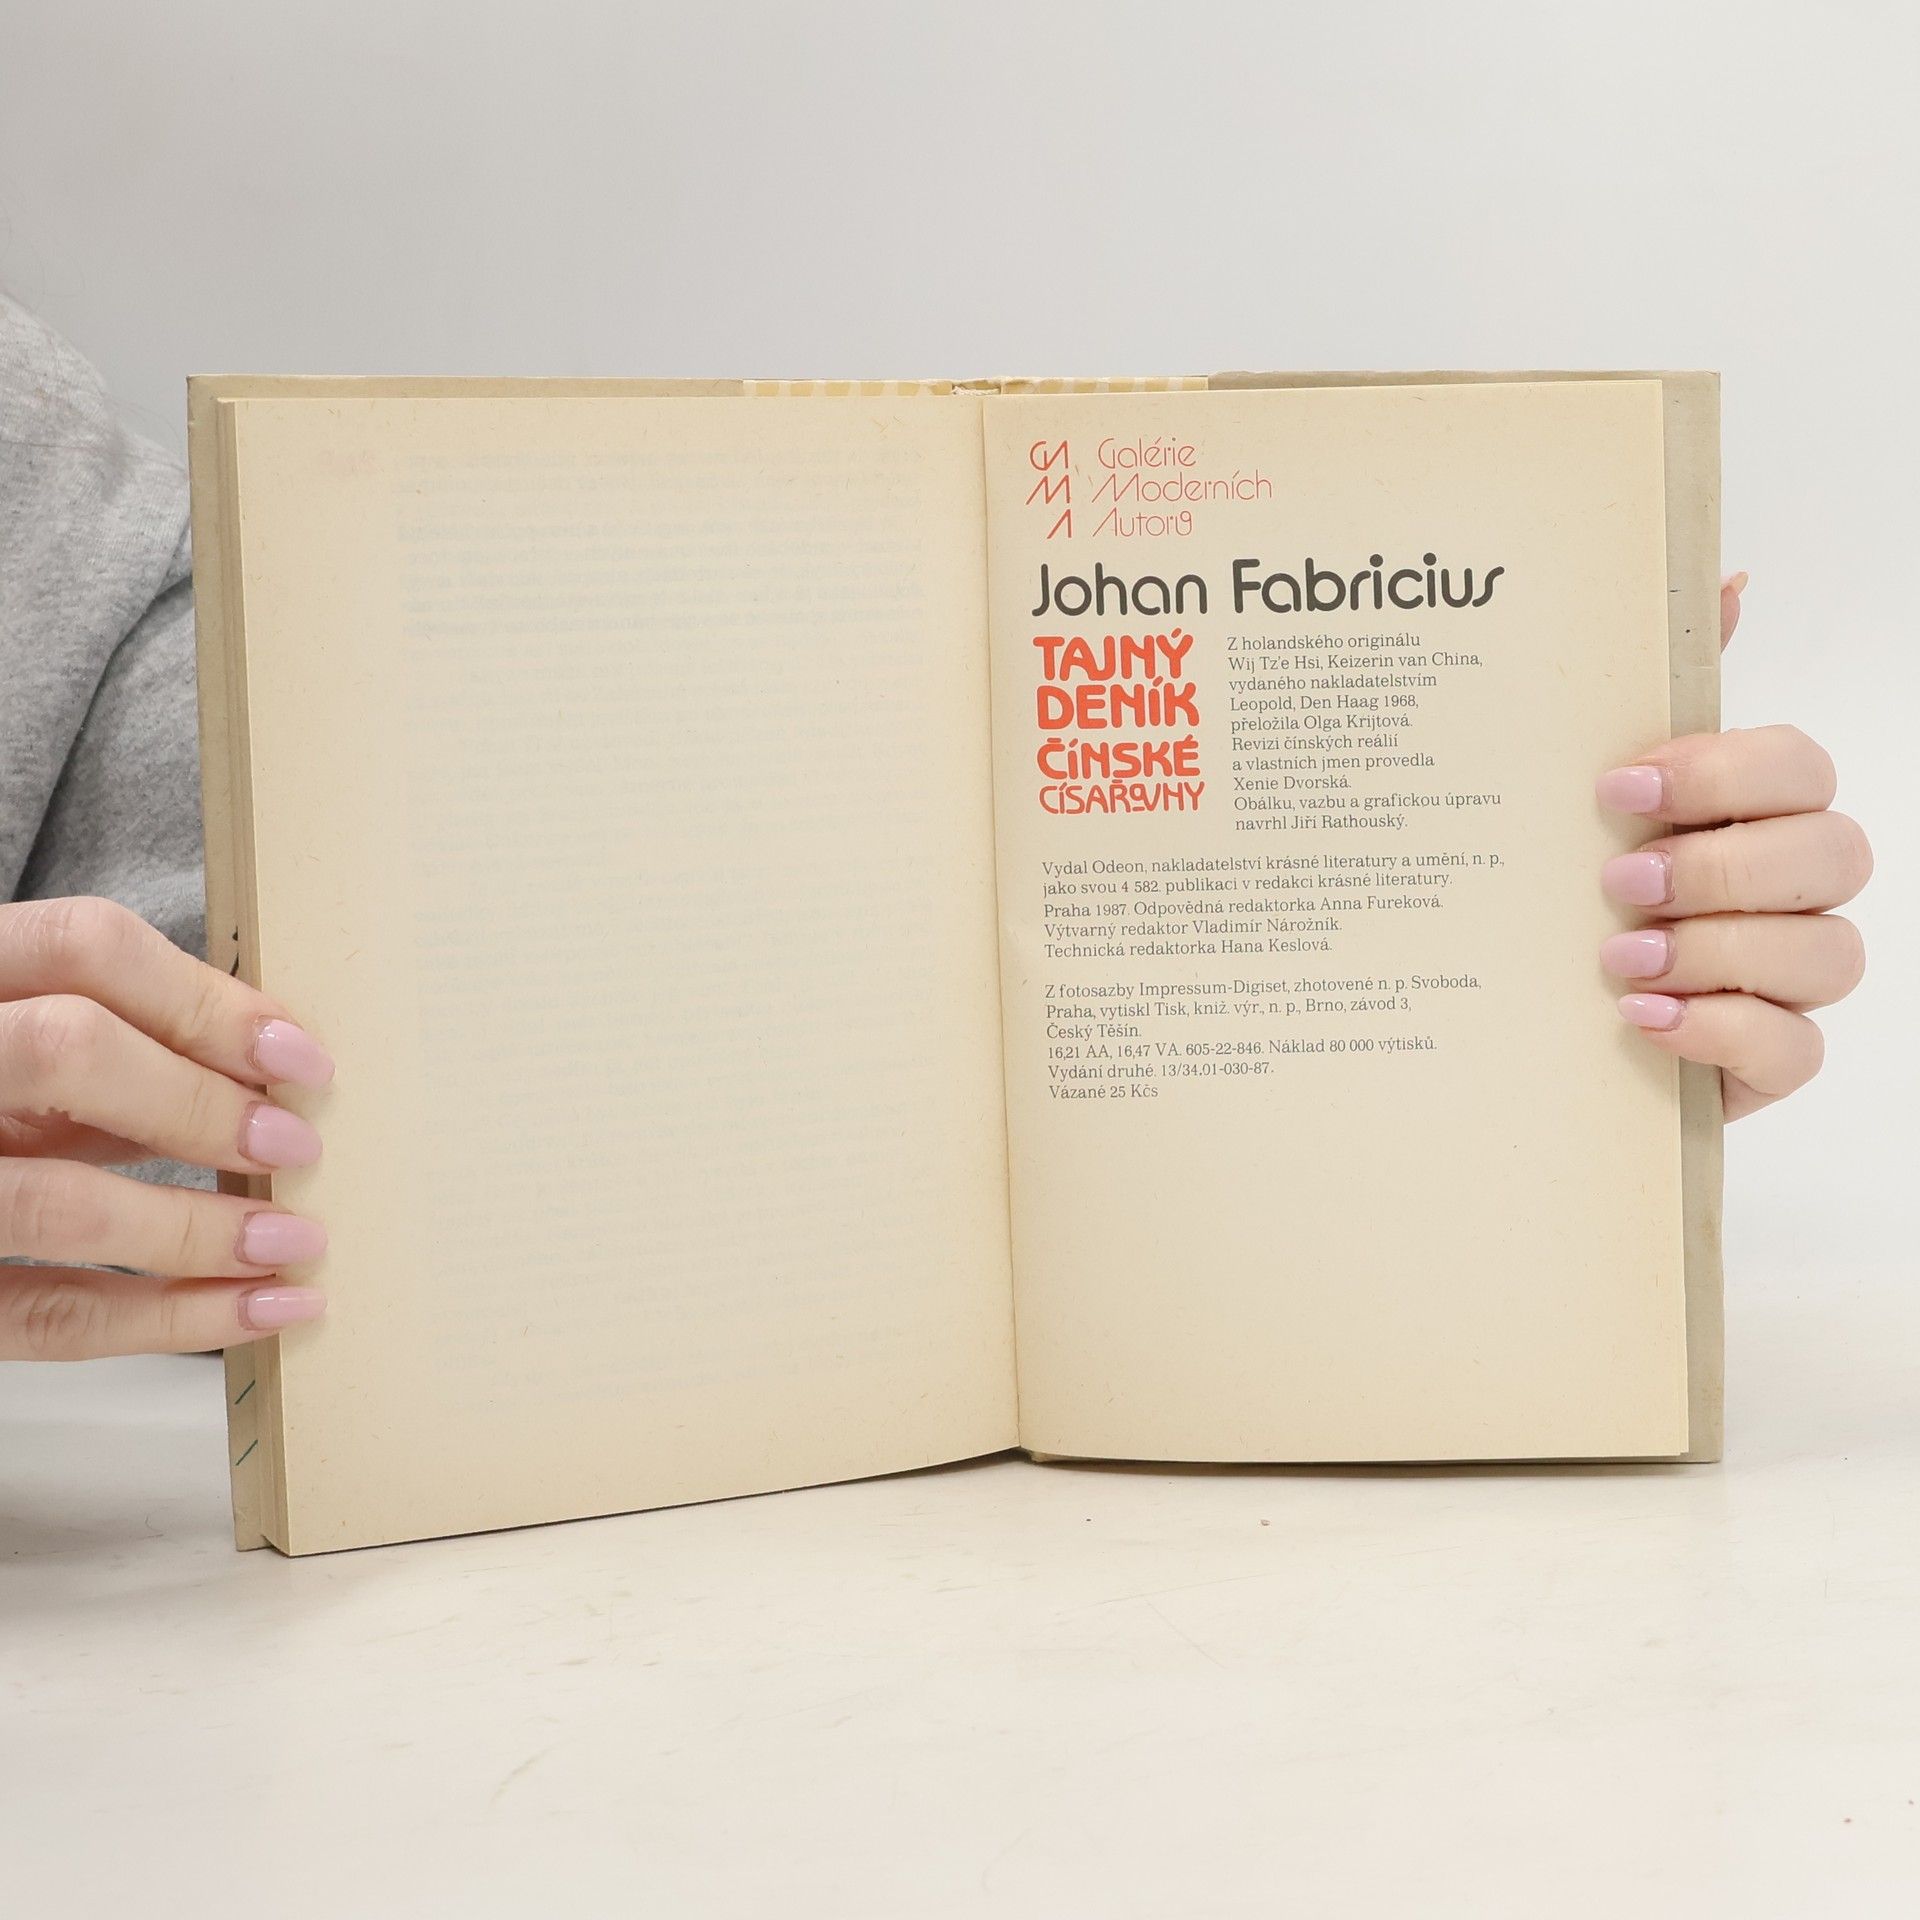 GMA
Galérie
Moderních
Autorů
Johan Fabricius
TAJNÝ
DENÍK
ČÍNSKÉ
CÍSAŘOVNY
Z holandského originálu
Wij Tz'e Hsi, Keizerin van China,
vydaného nakladatelstvím
Leopold, Den Haag 1968,
přeložila Olga Krijtová.
Revizi čínských reálií
a vlastních jmen provedla
Xenie Dvorská.
Obálku, vazbu a grafickou úpravu
navrhl Jiří Rathouský.
Vydal Odeon, nakladatelství krásné literatury a umění, n. p.,
jako svou 4 582. publikaci v redakci krásné literatury.
Praha 1987. Odpovědná redaktorka Anna Fureková.
Výtvarný redaktor Vladimír Nárožník.
Technická redaktorka Hana Keslová.
Z fotosazby Impressum-Digiset, zhotovené n. p. Svoboda,
Praha, vytiskl Tisk, kniž. výr., n. p., Brno, závod 3,
Český Těšín.
16,21 AA, 16,47 VA. 605-22-846. Náklad 80 000 výtisků.
Vydání druhé. 13/34.01-030-87.
Vázané 25 Kčs